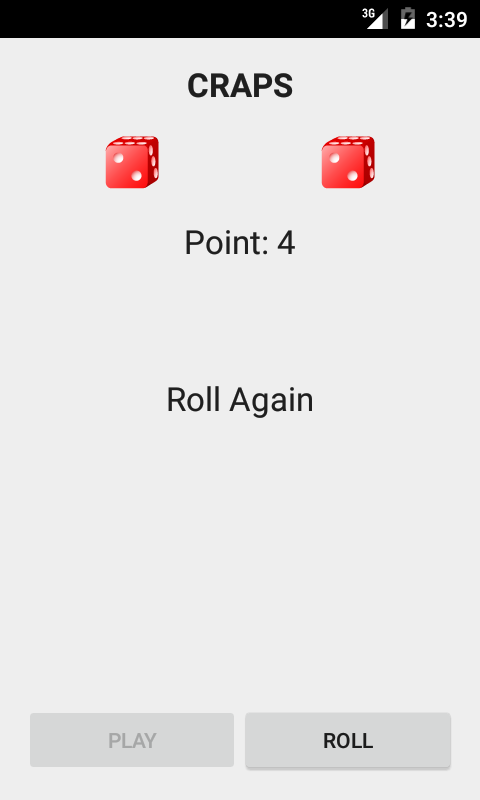 3G 3:39
CRAPS
Point: 4
Roll Again
PLAY ROLL